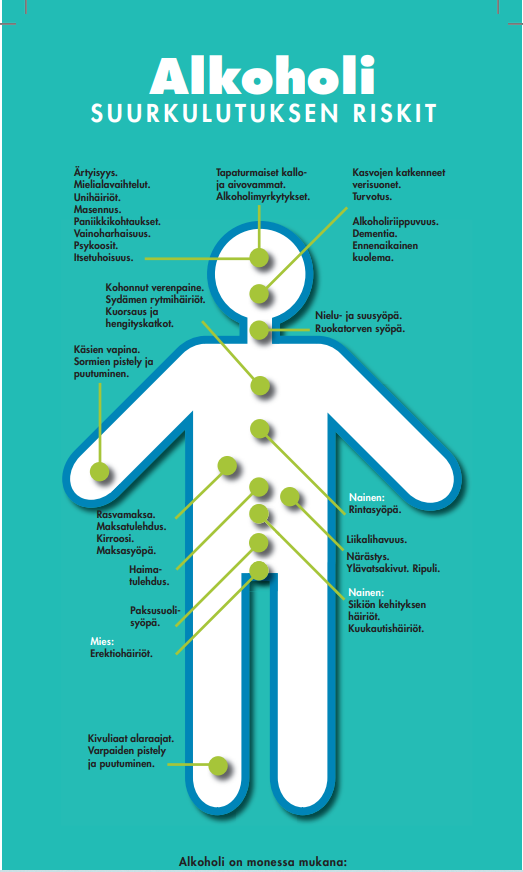 Alkoholi
SUURKULUTUKSEN RISKIT
Ärtyisyys.
Mielialavaihtelut.
Unihäiriöt.
Masennus.
Paniikkikohtaukset.
Vainoharhaisuus.
Psykoosit.
Itsetuhoisuus.
Tapaturmaiset kallo-
ja aivovammat.
Alkoholimyrkytykset.
Kasvojen katkenneet
verisuonet.
Turvotus.
Alkoholiriippuvuus.
Dementia.
Ennenaikainen
kuolema.
Kohonnut verenpaine.
Sydämen rytmihäiriöt.
Kuorsaus ja
hengityskatkot.
Nielu- ja suusyöpä.
Ruokatorven syöpä.
Käsien vapina.
Sormien pistely ja
puutuminen.
Nainen:
Rintasyöpä.
Rasvamaksa.
Maksatulehdus.
Kirroosi.
Maksasyöpä.
Liikalihavuus.
Närästys.
Ylävatsakivut. Ripuli.
Haima-
tulehdus.
Nainen:
Sikiön kehityksen
häiriöt.
Kuukautishäiriöt.
Paksusuoli-
syöpä.
Mies:
Erektiohäiriöt.
Kivuliaat alaraajat.
Varpaiden pistely
ja puutuminen.
Alkoholi on monessa mukana: